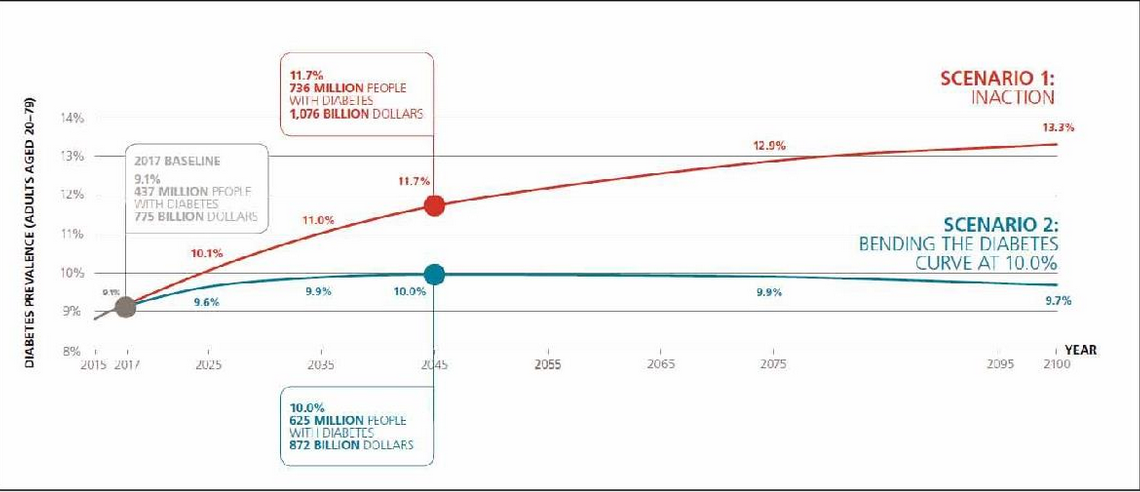 11.7%
736 MILLION PEOPLE
WITH DIABETES
1,076 BILLION DOLLARS
SCENARIO 1:
INACTION
DIABETES PREVALENCE (ADULTS AGED 20–79)
14%
13%
12%
11%
10%
9%
8%
2017 BASELINE
9.1%
437 MILLION PEOPLE
WITH DIABETES
775 BILLION DOLLARS
9.1%
10.1%
11.0%
11.7%
12.9%
13.3%
SCENARIO 2:
BENDING THE DIABETES
CURVE AT 10.0%
9.6%
9.9%
10.0%
9.9%
9.7%
2015 2017 2025 2035 2045 2055 2065 2075 2095 2100
YEAR
10.0%
625 MILLION PEOPLE
WITH DIABETES
872 BILLION DOLLARS